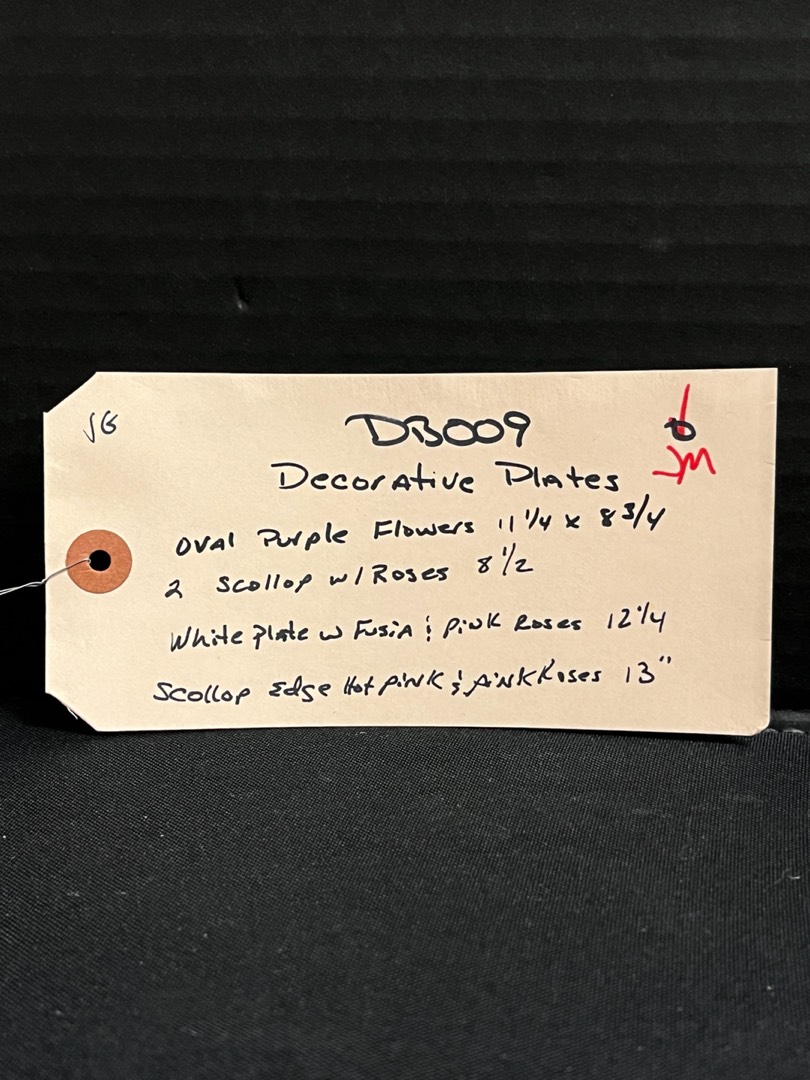 JG
DB009
JM
Decorative Plates
Oval Purple Flowers 11 1/4 x 8 3/4
2 Scollop w/ Roses 8 1/2
White Plate w Fusia & Pink Roses 12 1/4
Scollop Edge Hot Pink & Pink Roses 13"